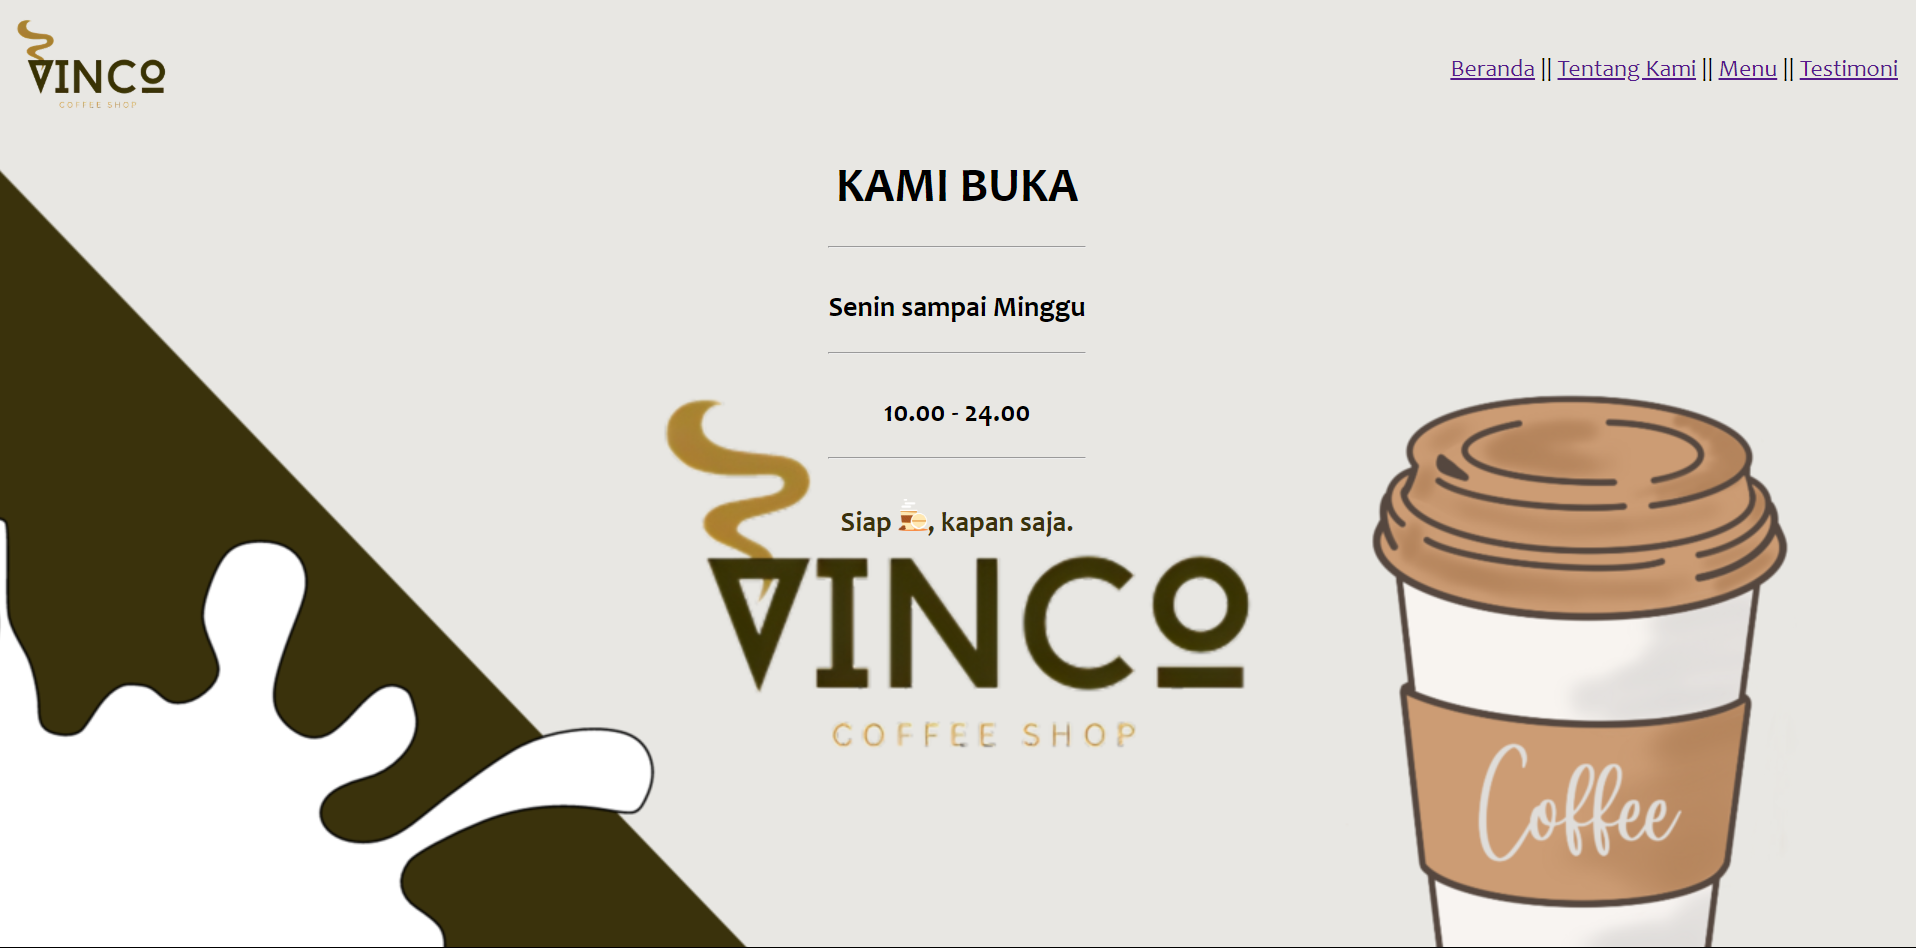 VINCO
COFFEE SHOP
Beranda || Tentang Kami || Menu || Testimoni
KAMI BUKA
Senin sampai Minggu
10.00 - 24.00
Siap ☕, kapan saja.
VINCO
COFFEE SHOP
Coffee